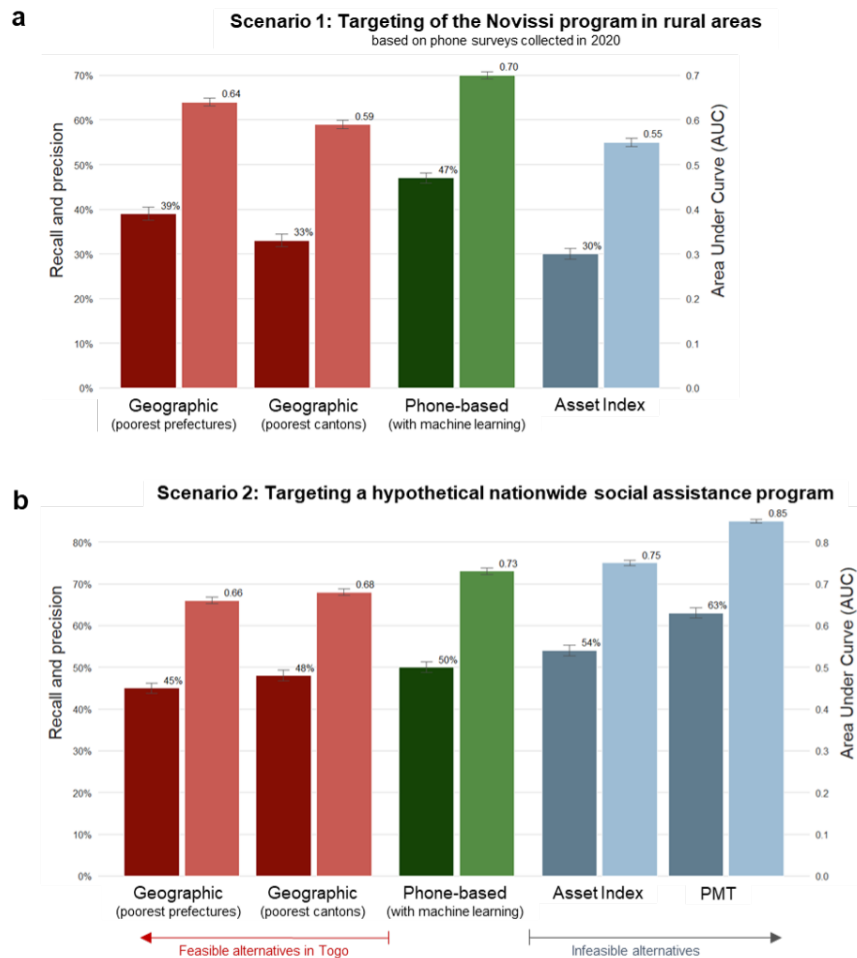 a
Scenario 1: Targeting of the Novissi program in rural areas
based on phone surveys collected in 2020
Recall and precision
70%
60%
50%
40%
30%
20%
10%
0%
39%
0.64
33%
0.59
47%
0.70
30%
0.55
0.7
0.6
0.5
0.4
0.3
0.2
0.1
0.0
Area Under Curve (AUC)
Geographic
(poorest prefectures)
Geographic
(poorest cantons)
Phone-based
(with machine learning)
Asset Index
b
Scenario 2: Targeting a hypothetical nationwide social assistance program
Recall and precision
80%
70%
60%
50%
40%
30%
20%
10%
0%
45%
0.66
48%
0.68
50%
0.73
54%
0.75
63%
0.85
0.8
0.7
0.6
0.5
0.4
0.3
0.2
0.1
0.0
Area Under Curve (AUC)
Geographic
(poorest prefectures)
Geographic
(poorest cantons)
Phone-based
(with machine learning)
Asset Index
PMT
Feasible alternatives in Togo
Infeasible alternatives